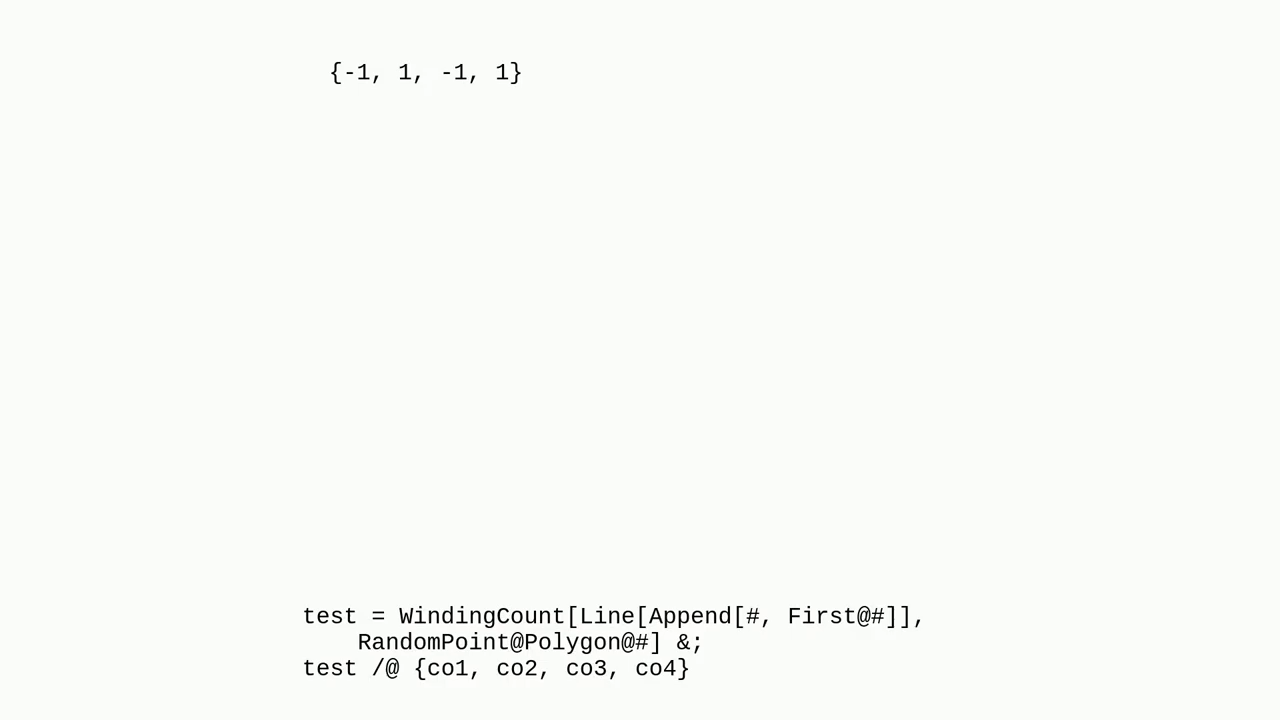 {-1, 1, -1, 1}
test = WindingCount[Line[Append[#, First@#]],
RandomPoint@Polygon@#] &;
test /@ {co1, co2, co3, co4}